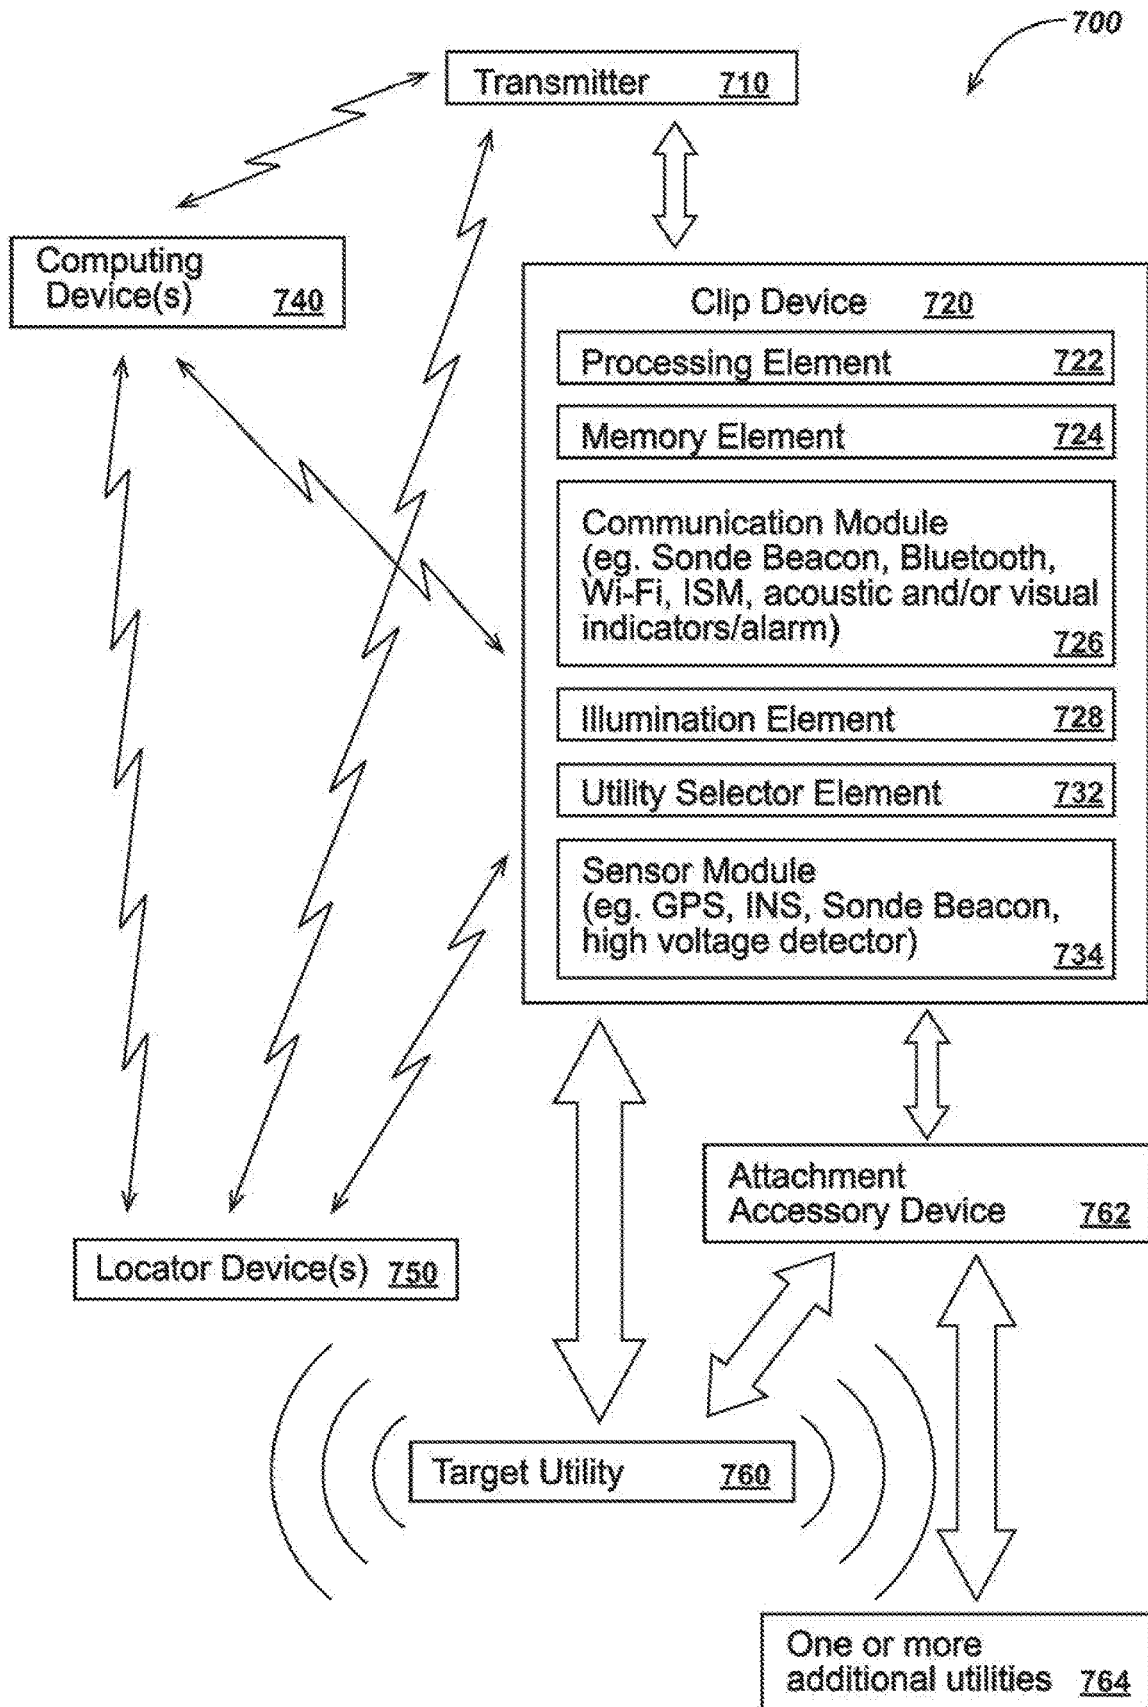 700
Transmitter 710
Computing
Device(s) 740
Clip Device 720
Processing Element 722
Memory Element 724
Communication Module
(eg. Sonde Beacon, Bluetooth,
Wi-Fi, ISM, acoustic and/or visual
indicators/alarm) 726
Illumination Element 728
Utility Selector Element 732
Sensor Module
(eg. GPS, INS, Sonde Beacon,
high voltage detector) 734
Attachment
Accessory Device 762
Locator Device(s) 750
Target Utility 760
One or more
additional utilities 764